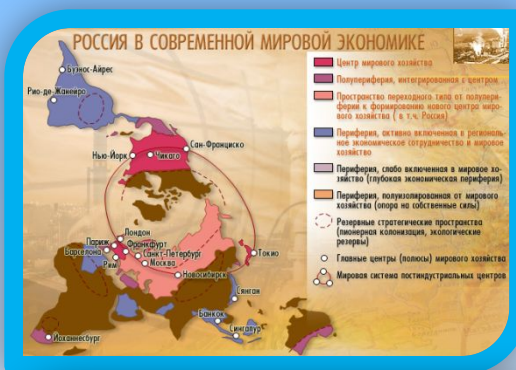 РОССИЯ В СОВРЕМЕННОЙ МИРОВОЙ ЭКОНОМИКЕ
Центр мирового хозяйства
Полупериферия, интегрированная с центром
Пространство переходного типа от полупери-
ферии к формированию нового центра миро-
вого хозяйства ( в т.ч. Россия)
Периферия, активно включенная в региональ-
ное экономическое сотрудничество и мировое
хозяйство
Периферия, слабо включенная в мировое хо-
зяйство (глубокая экономическая периферия)
Периферия, полуизолированная от мирового
хозяйства (опора на собственные силы)
Резервные стратегические пространства
(пионерная колонизация, экологические
резервы)
Главные центры (полюсы) мирового хозяйства
Мировая система постиндустриальных центров
Буэнос-Айрес
Рио-де-Жанейро
Сан-Франциско
Нью-Йорк
Чикаго
Лондон
Париж
Франкфурт
Барселона
Санкт-Петербург
Рим
Москва
Токио
Новосибирск
Сянган
Банкок
Сингапур
Йоханнесбург